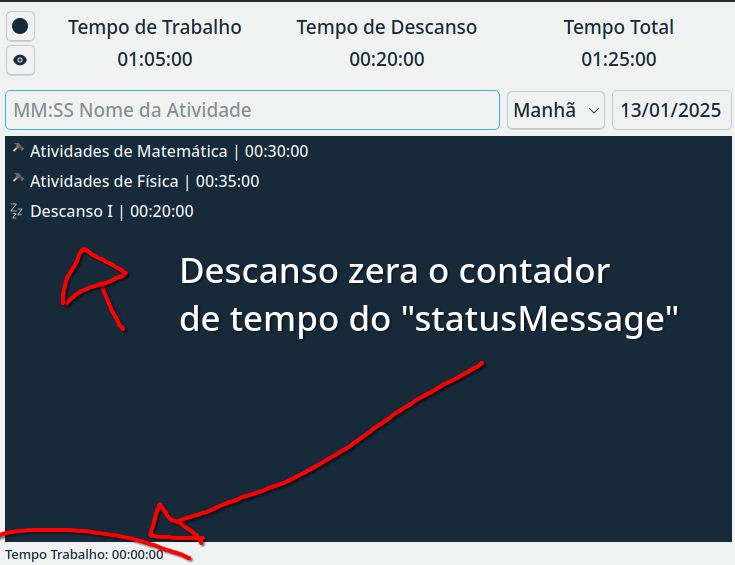 Tempo de Trabalho Tempo de Descanso Tempo Total
01:05:00 00:20:00 01:25:00
MM:SS Nome da Atividade Manhã 13/01/2025
Atividades de Matemática | 00:30:00
Atividades de Física | 00:35:00
Descanso I | 00:20:00
Descanso zera o contador
de tempo do "statusMessage"
Tempo Trabalho: 00:00:00